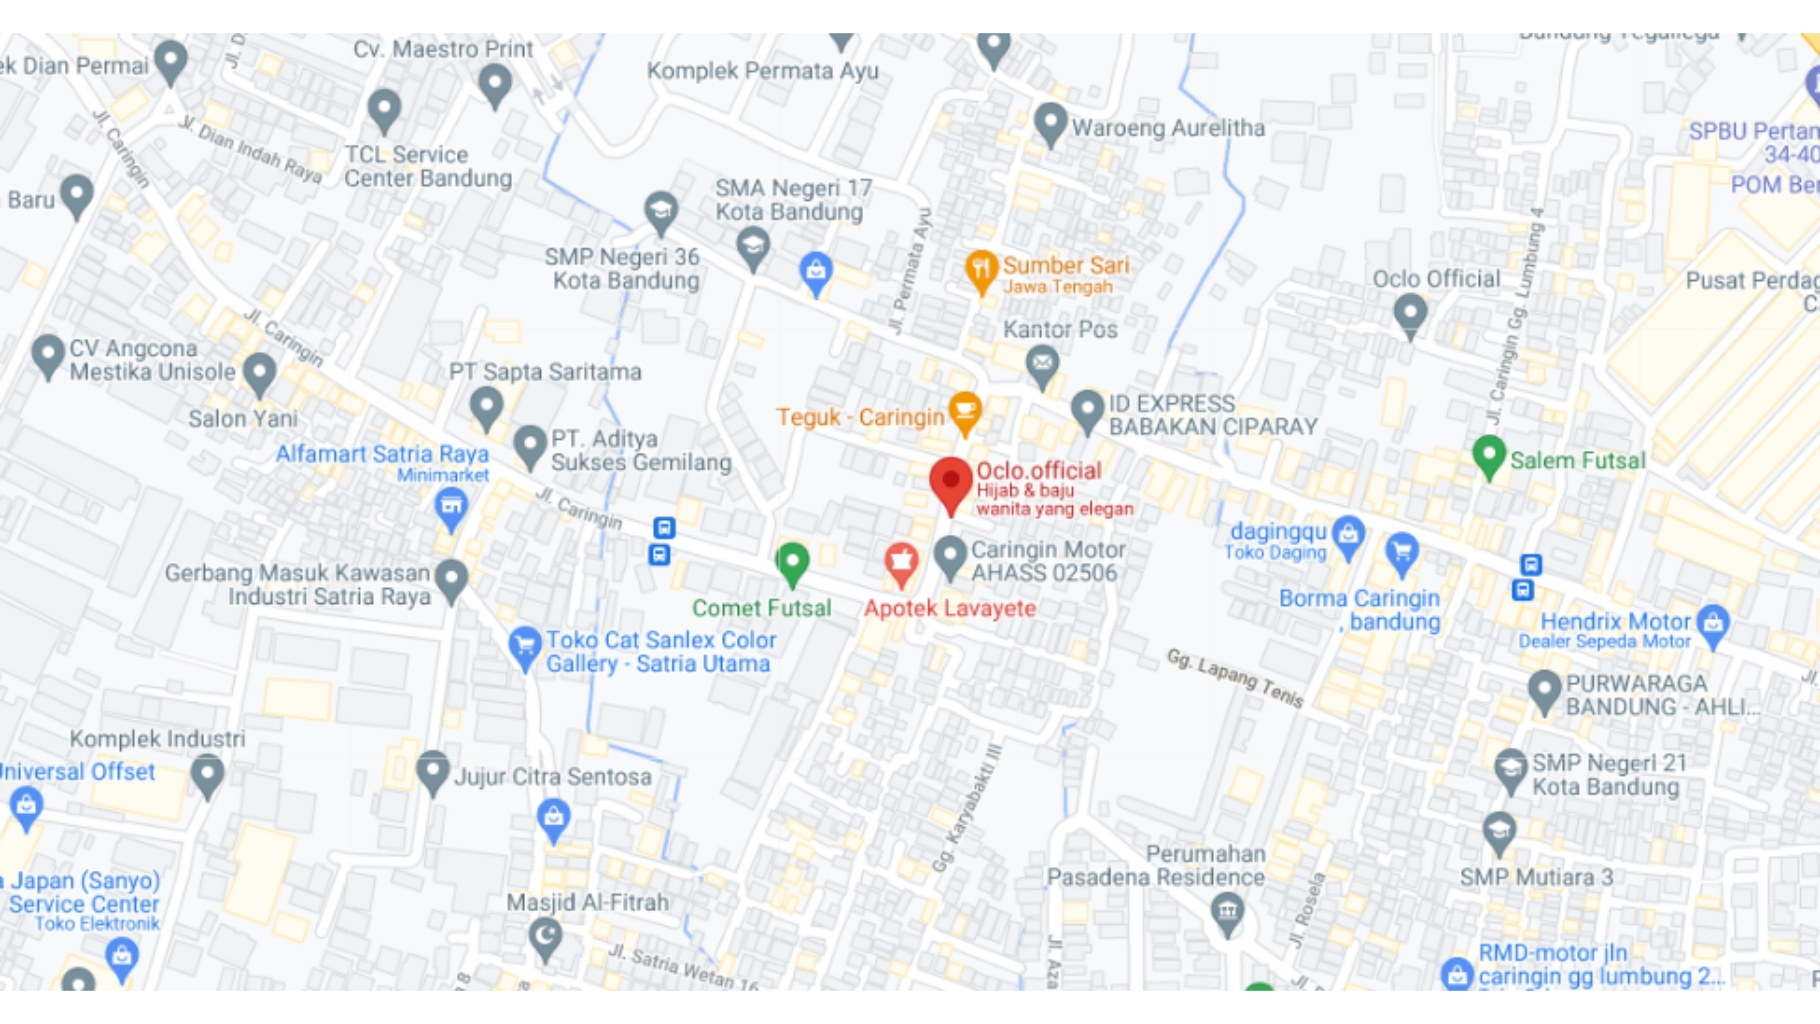 Cv. Maestro Print
ek Dian Permai
Komplek Permata Ayu
Jl. Caringin
Jl. Dian Indah Raya
TCL Service
Center Bandung
Waroeng Aurelitha
SPBU Pertam
34-40
POM Ben
Baru
SMA Negeri 17
Kota Bandung
SMP Negeri 36
Kota Bandung
Jl. Permata Ayu
Sumber Sari
Jawa Tengah
Oclo Official
Jl. Caringin Gg. Lumbung 4
Pusat Perdag
C
Kantor Pos
Jl. Caringin
CV Angcona
Mestika Unisole
PT Sapta Saritama
Salon Yani
Teguk - Caringin
ID EXPRESS
BABAKAN CIPARAY
Alfamart Satria Raya
Minimarket
PT. Aditya
Sukses Gemilang
Oclo.official
Hijab & baju
wanita yang elegan
Salem Futsal
Jl. Caringin
dagingqu
Toko Daging
Caringin Motor
AHASS 02506
Gerbang Masuk Kawasan
Industri Satria Raya
Comet Futsal
Apotek Lavayete
Borma Caringin
, bandung
Hendrix Motor
Dealer Sepeda Motor
Toko Cat Sanlex Color
Gallery - Satria Utama
Gg. Lapang Tenis
Jl.
PURWARAGA
BANDUNG - AHLI...
Komplek Industri
Universal Offset
Jujur Citra Sentosa
Gg. Karyabakti III
SMP NegerI 21
Kota Bandung
Perumahan
Pasadena Residence
SMP Mutiara 3
a Japan (Sanyo)
Service Center
Toko Elektronik
Masjid Al-Fitrah
Jl. Rosela
Jl. Satria Wetan 16
Jl. Aza
8
RMD-motor jln
caringin gg lumbung 2...